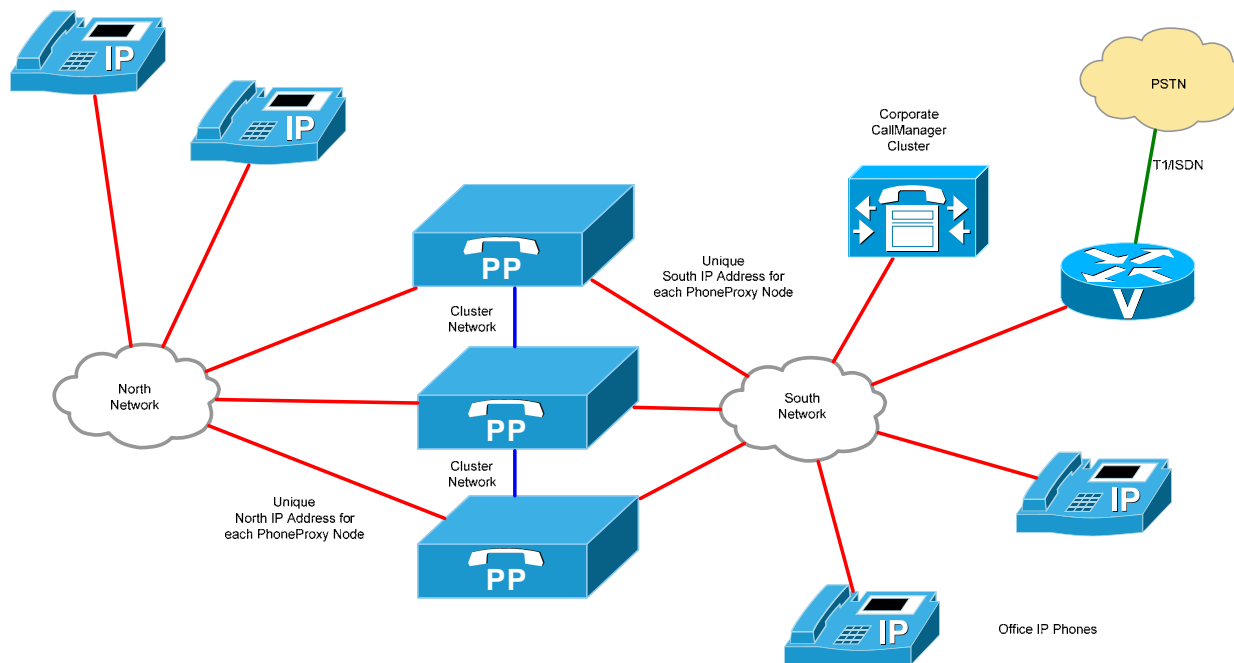 IP
IP
PSTN
Corporate
CallManager
Cluster
T1/ISDN
PP
Unique
South IP Address for
each PhoneProxy Node
V
Cluster
Network
North
Network
PP
South
Network
Cluster
Network
Unique
North IP Address for
each PhoneProxy Node
IP
PP
IP
Office IP Phones